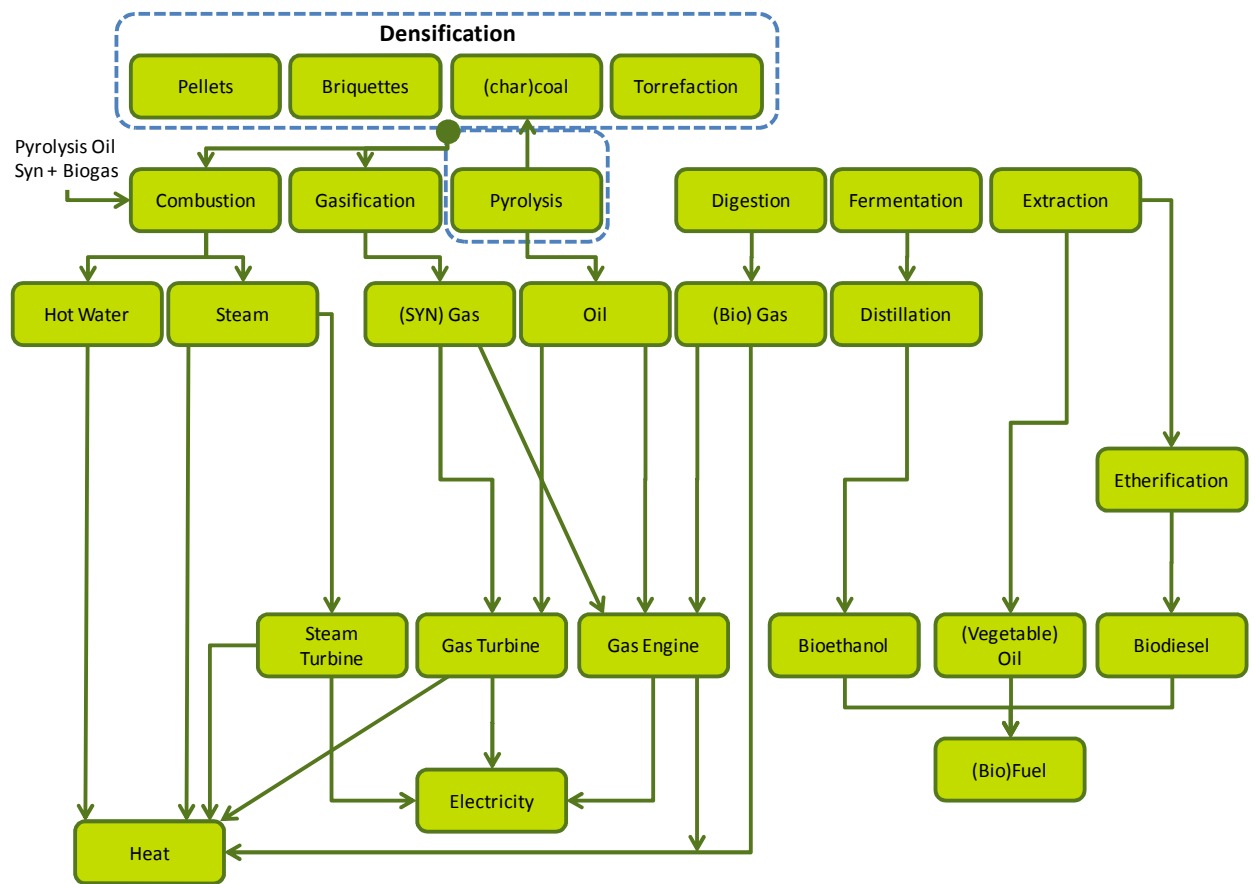 Densification
Pellets
Briquettes
(char)coal
Torrefaction
Pyrolysis Oil
Syn + Biogas
Combustion
Gasification
Pyrolysis
Digestion
Fermentation
Extraction
Hot Water
Steam
(SYN) Gas
Oil
(Bio) Gas
Distillation
Etherification
Steam
Turbine
Gas Turbine
Gas Engine
Bioethanol
(Vegetable)
Oil
Biodiesel
(Bio)Fuel
Electricity
Heat